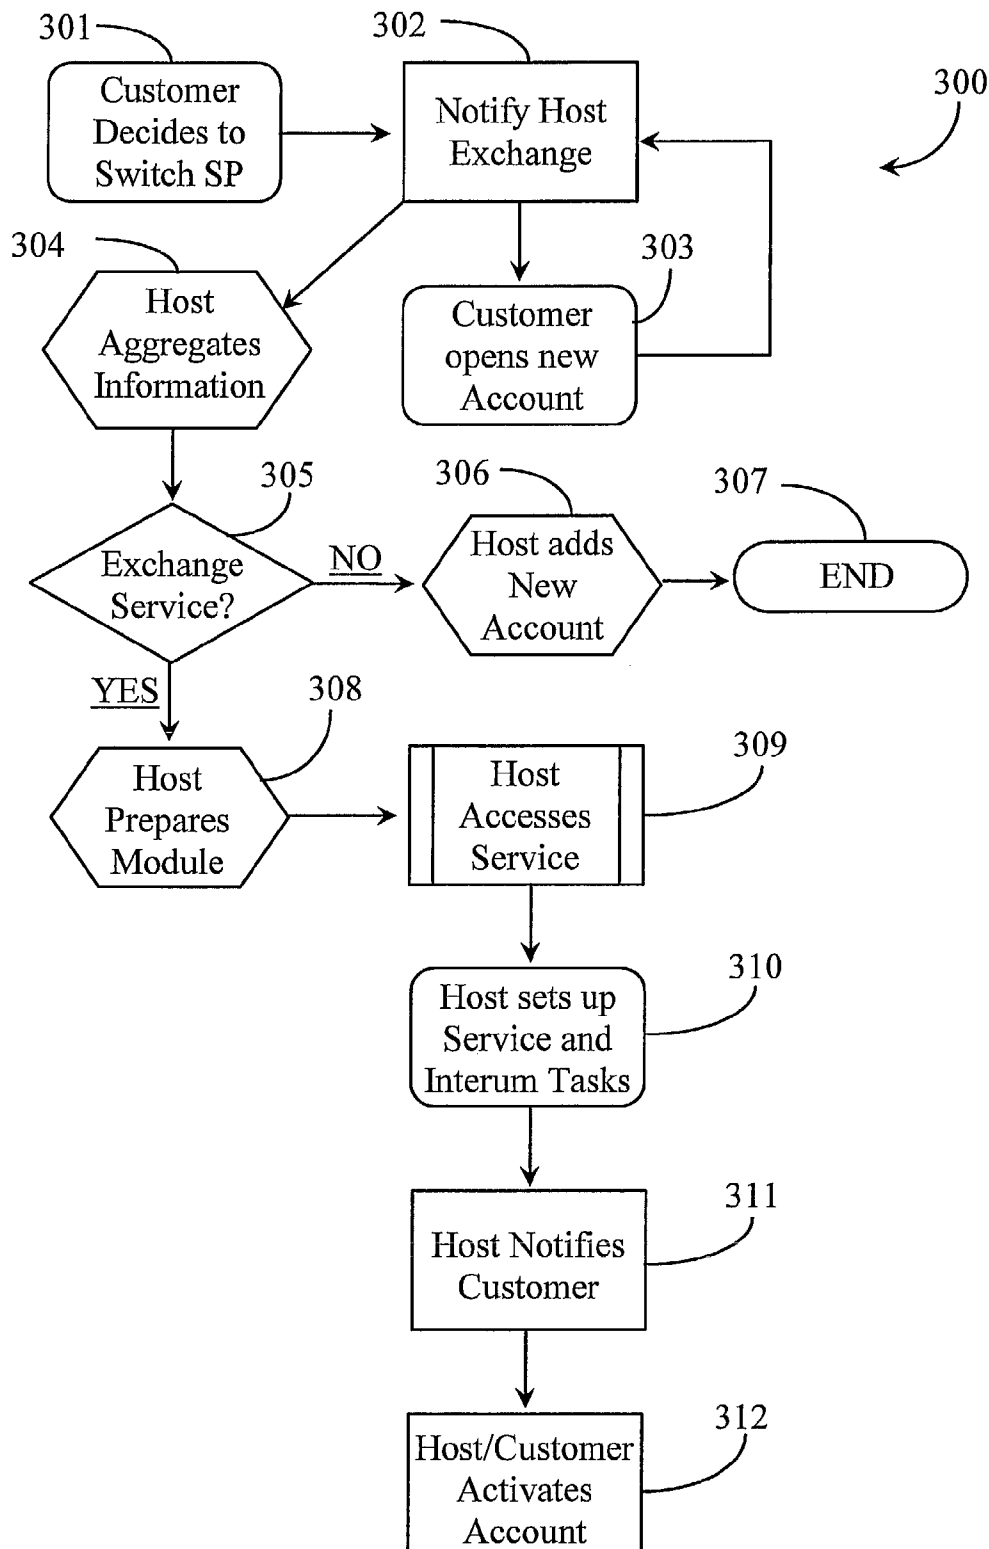 301
302
300
Customer
Decides to
Switch SP
Notify Host
Exchange
304
303
Host
Aggregates
Information
Customer
opens new
Account
305
306
307
Exchange
Service?
NO
Host adds
New
Account
END
YES
308
309
Host
Prepares
Module
Host
Accesses
Service
310
Host sets up
Service and
Interum Tasks
311
Host Notifies
Customer
312
Host/Customer
Activates
Account